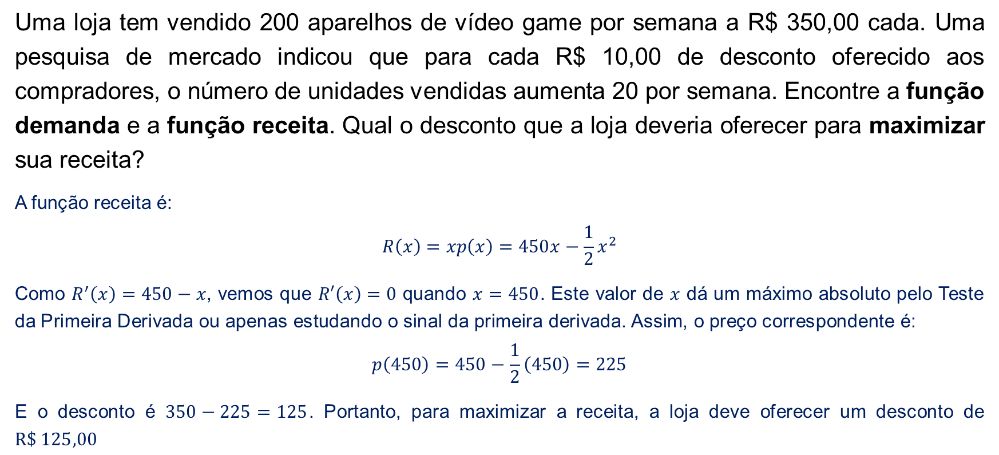 Uma loja tem vendido 200 aparelhos de vídeo game por semana a R$ 350,00 cada. Uma
pesquisa de mercado indicou que para cada R$ 10,00 de desconto oferecido aos
compradores, o número de unidades vendidas aumenta 20 por semana. Encontre a função
demanda e a função receita. Qual o desconto que a loja deveria oferecer para maximizar
sua receita?
A função receita é:
R(x) = xp(x) = 450x − 1/2 x²
Como R′(x) = 450 − x, vemos que R′(x) = 0 quando x = 450. Este valor de x dá um máximo absoluto pelo Teste
da Primeira Derivada ou apenas estudando o sinal da primeira derivada. Assim, o preço correspondente é:
p(450) = 450 − 1/2 (450) = 225
E o desconto é 350 − 225 = 125. Portanto, para maximizar a receita, a loja deve oferecer um desconto de
R$ 125,00